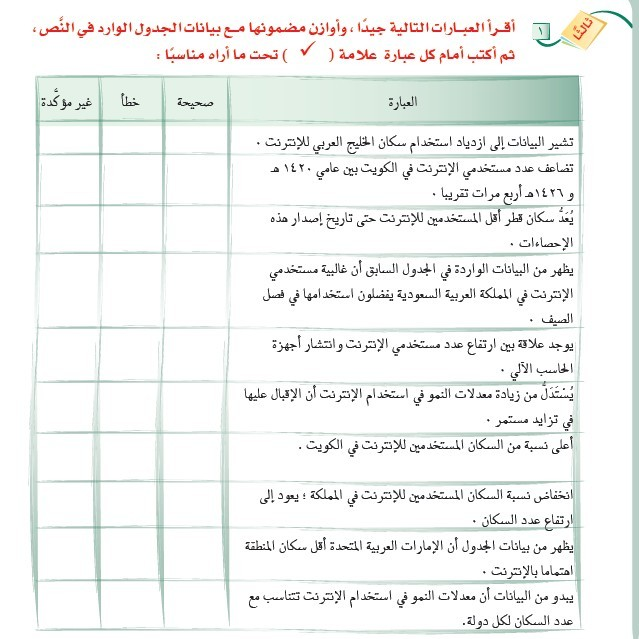 ثالثًا
١
أقـرأ العبـارات التالية جيدًا ، وأوازن مضمونها مـع بيانات الجدول الوارد في النَّص ،
ثم أكتب أمام كل عبارة علامة ( ✓ ) تحت ما أراه مناسبًا :
العبارة
صحيحة
خطأ
غير مؤكَّدة
تشير البيانات إلى ازدياد استخدام سكان الخليج العربي للإنترنت .
تضاعف عدد مستخدمي الإنترنت في الكويت بين عامي ١٤٢٠ هـ
و ١٤٢٦هـ أربع مرات تقريبا .
يُعَدُّ سكان قطر أقل المستخدمين للإنترنت حتى تاريخ إصدار هذه
الإحصاءات .
يظهر من البيانات الواردة في الجدول السابق أن غالبية مستخدمي
الإنترنت في المملكة العربية السعودية يفضلون استخدامها في فصل
الصيف .
يوجد علاقة بين ارتفاع عدد مستخدمي الإنترنت وانتشار أجهزة
الحاسب الآلي .
يُسْتَدَلُّ من زيادة معدلات النمو في استخدام الإنترنت أن الإقبال عليها
في تزايد مستمر .
أعلى نسبة من السكان المستخدمين للإنترنت في الكويت .
انخفاض نسبة السكان المستخدمين للإنترنت في المملكة ؛ يعود إلى
ارتفاع عدد السكان .
يظهر من بيانات الجدول أن الإمارات العربية المتحدة أقل سكان المنطقة
اهتماما بالإنترنت .
يبدو من البيانات أن معدلات النمو في استخدام الإنترنت تتناسب مع
عدد السكان لكل دولة.